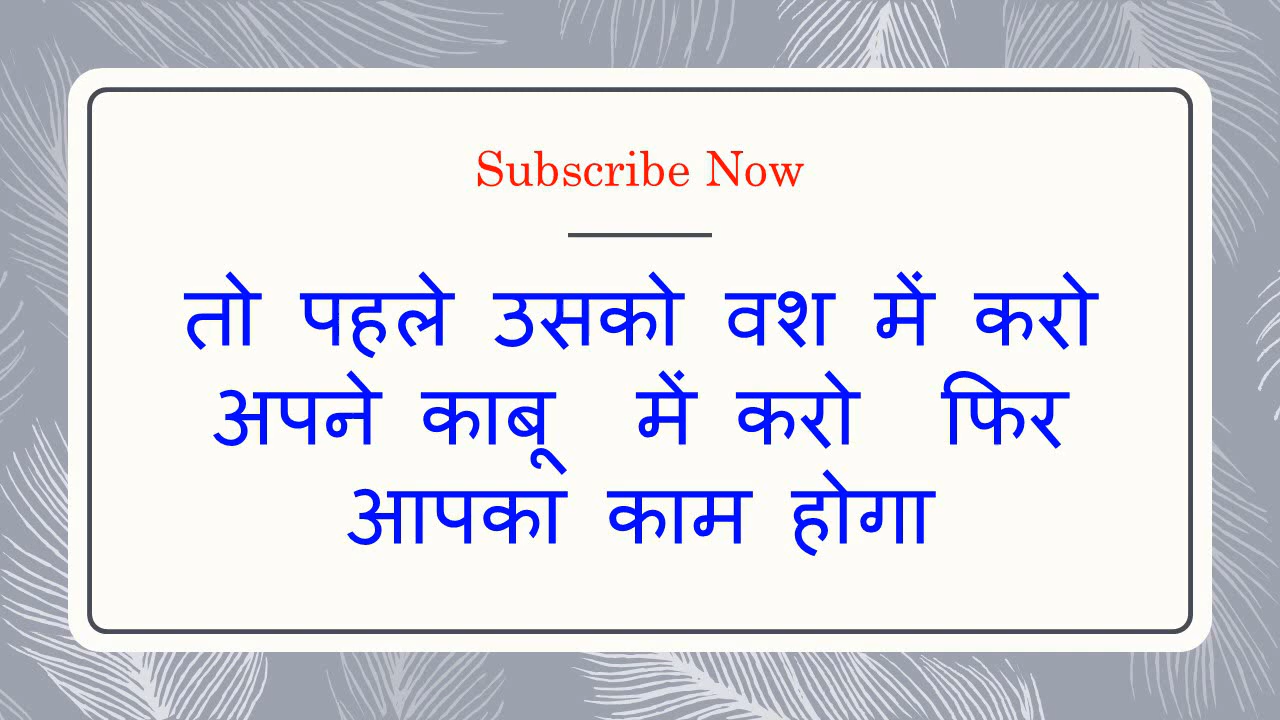 Subscribe Now
तो पहले उसको वश में करो
अपने काबू में करो फिर
आपका काम होगा